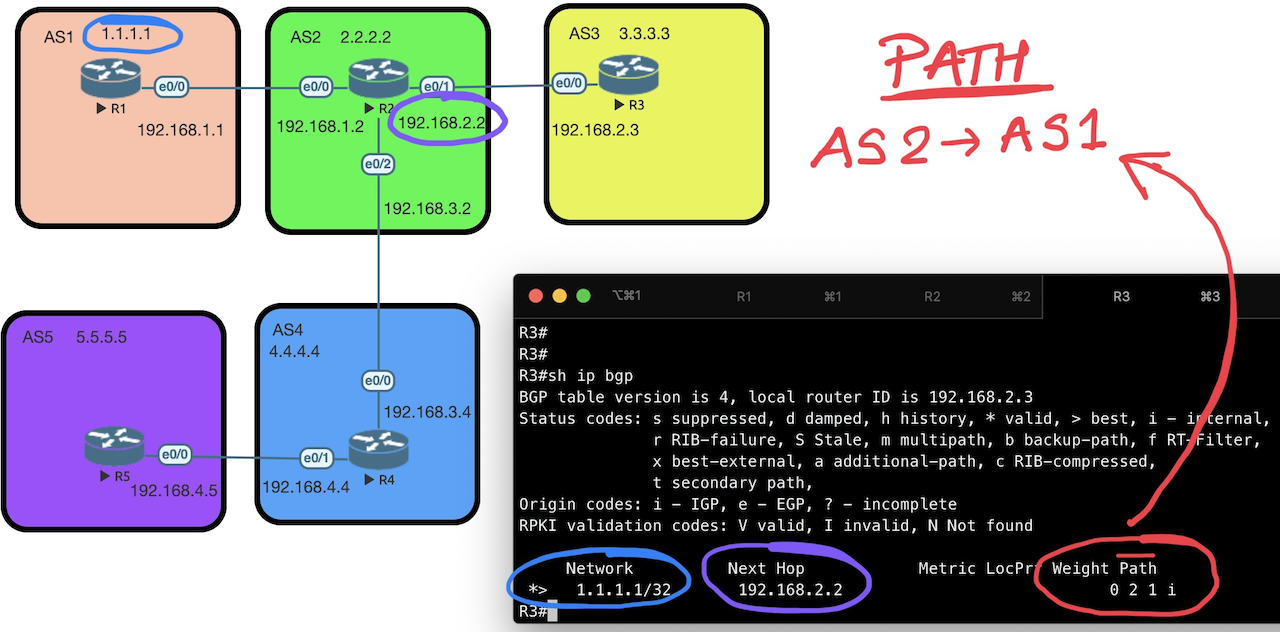 AS1 1.1.1.1
e0/0
R1
192.168.1.1
AS2 2.2.2.2
e0/0
e0/1
R2
192.168.1.2
192.168.2.2
e0/2
192.168.3.2
AS3 3.3.3.3
e0/0
R3
192.168.2.3
PATH
AS2→AS1
AS5 5.5.5.5
e0/0
R5
192.168.4.5
AS4
4.4.4.4
e0/0
192.168.3.4
e0/1
192.168.4.4
R4
⌥⌘1 R1 ⌘1 R2 ⌘2 R3 ⌘3
R3#
R3#
R3#sh ip bgp
BGP table version is 4, local router ID is 192.168.2.3
Status codes: s suppressed, d damped, h history, * valid, > best, i - internal,
r RIB-failure, S Stale, m multipath, b backup-path, f RT-Filter,
x best-external, a additional-path, c RIB-compressed,
t secondary path,
Origin codes: i - IGP, e - EGP, ? - incomplete
RPKI validation codes: V valid, I invalid, N Not found
Network Next Hop Metric LocPrf Weight Path
*> 1.1.1.1/32 192.168.2.2 0 2 1 i
R3#